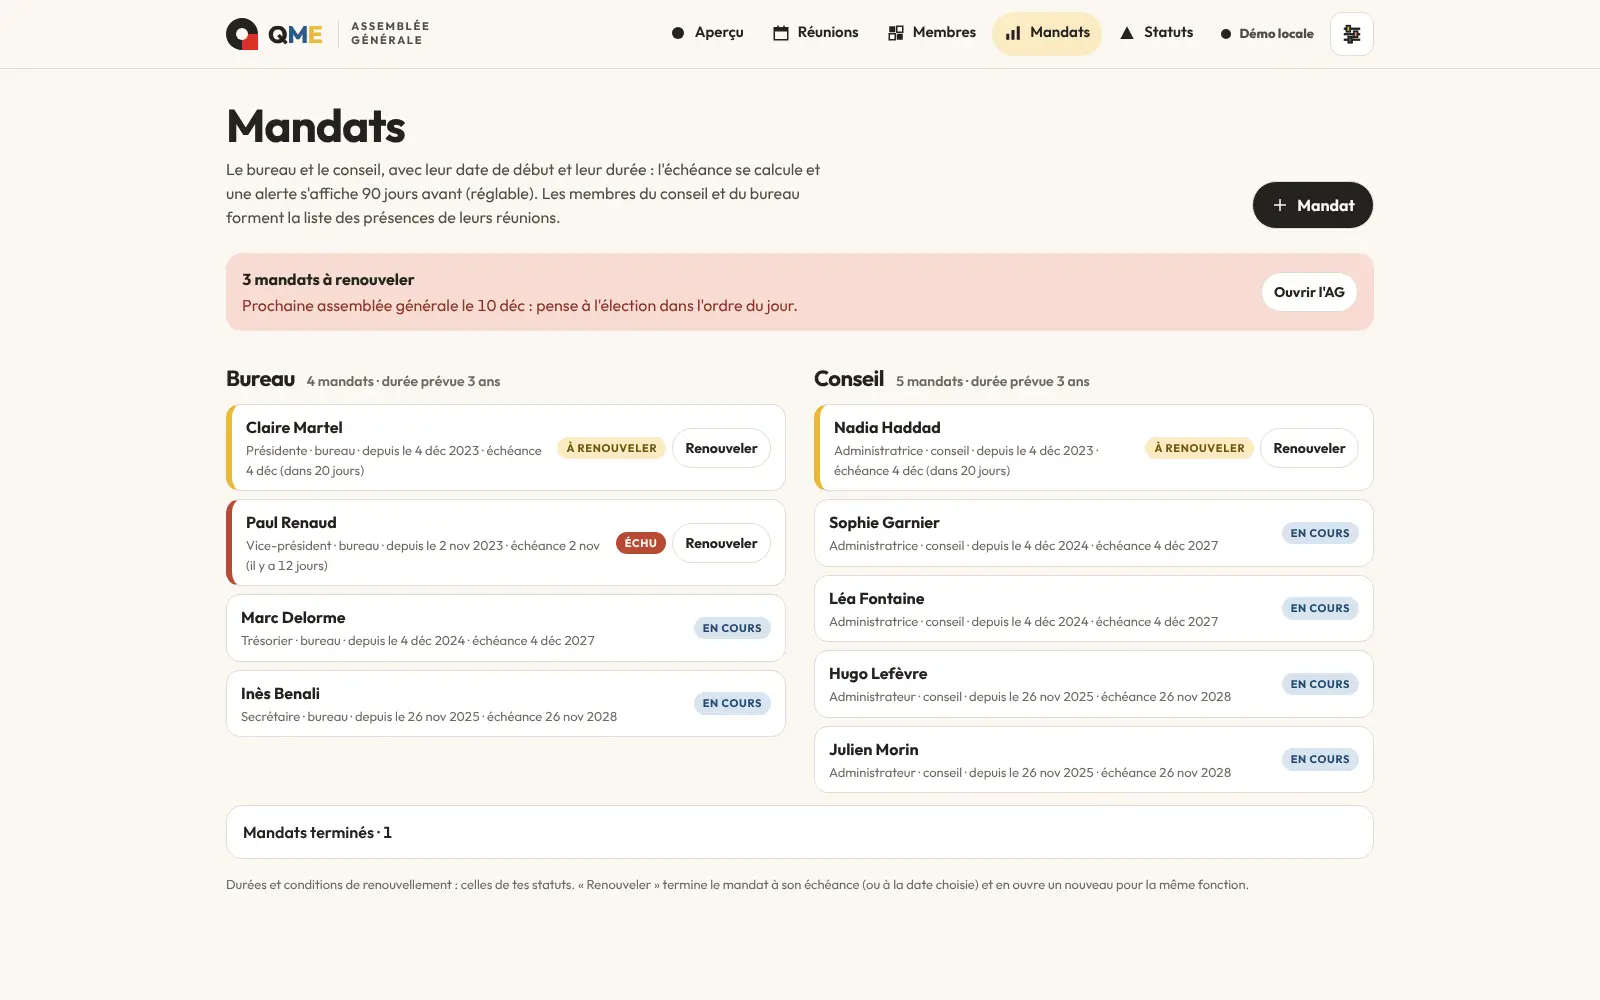 QME
ASSEMBLÉE
GÉNÉRALE
Aperçu
Réunions
Membres
Mandats
Statuts
Démo locale
Mandats
Le bureau et le conseil, avec leur date de début et leur durée : l'échéance se calcule et
une alerte s'affiche 90 jours avant (réglable). Les membres du conseil et du bureau
forment la liste des présences de leurs réunions.
+ Mandat
3 mandats à renouveler
Prochaine assemblée générale le 10 déc : pense à l'élection dans l'ordre du jour.
Ouvrir l'AG
Bureau 4 mandats · durée prévue 3 ans
Claire Martel
Présidente · bureau · depuis le 4 déc 2023 · échéance
4 déc (dans 20 jours)
À RENOUVELER
Renouveler
Paul Renaud
Vice-président · bureau · depuis le 2 nov 2023 · échéance 2 nov
(il y a 12 jours)
ÉCHU
Renouveler
Marc Delorme
Trésorier · bureau · depuis le 4 déc 2024 · échéance 4 déc 2027
EN COURS
Inès Benali
Secrétaire · bureau · depuis le 26 nov 2025 · échéance 26 nov 2028
EN COURS
Conseil 5 mandats · durée prévue 3 ans
Nadia Haddad
Administratrice · conseil · depuis le 4 déc 2023 ·
échéance 4 déc (dans 20 jours)
À RENOUVELER
Renouveler
Sophie Garnier
Administratrice · conseil · depuis le 4 déc 2024 · échéance 4 déc 2027
EN COURS
Léa Fontaine
Administratrice · conseil · depuis le 4 déc 2024 · échéance 4 déc 2027
EN COURS
Hugo Lefèvre
Administrateur · conseil · depuis le 26 nov 2025 · échéance 26 nov 2028
EN COURS
Julien Morin
Administrateur · conseil · depuis le 26 nov 2025 · échéance 26 nov 2028
EN COURS
Mandats terminés · 1
Durées et conditions de renouvellement : celles de tes statuts. « Renouveler » termine le mandat à son échéance (ou à la date choisie) et en ouvre un nouveau pour la même fonction.